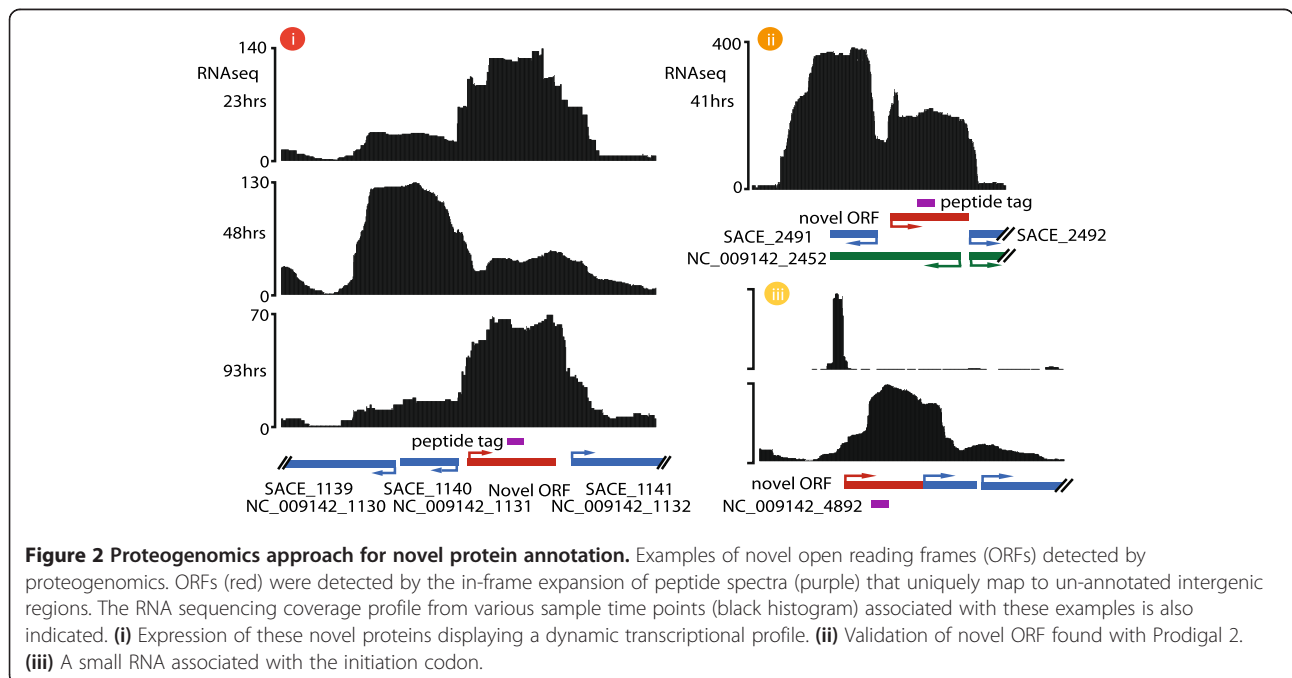 i
140
RNAseq
23hrs
0
130
48hrs
0
70
93hrs
0
peptide tag
SACE_1139 SACE_1140 Novel ORF SACE_1141
NC_009142_1130 NC_009142_1131 NC_009142_1132
ii
400
RNAseq
41hrs
0
peptide tag
novel ORF
SACE_2491 SACE_2492
NC_009142_2452
iii
novel ORF
NC_009142_4892
Figure 2 Proteogenomics approach for novel protein annotation. Examples of novel open reading frames (ORFs) detected by
proteogenomics. ORFs (red) were detected by the in-frame expansion of peptide spectra (purple) that uniquely map to un-annotated intergenic
regions. The RNA sequencing coverage profile from various sample time points (black histogram) associated with these examples is also
indicated. (i) Expression of these novel proteins displaying a dynamic transcriptional profile. (ii) Validation of novel ORF found with Prodigal 2.
(iii) A small RNA associated with the initiation codon.